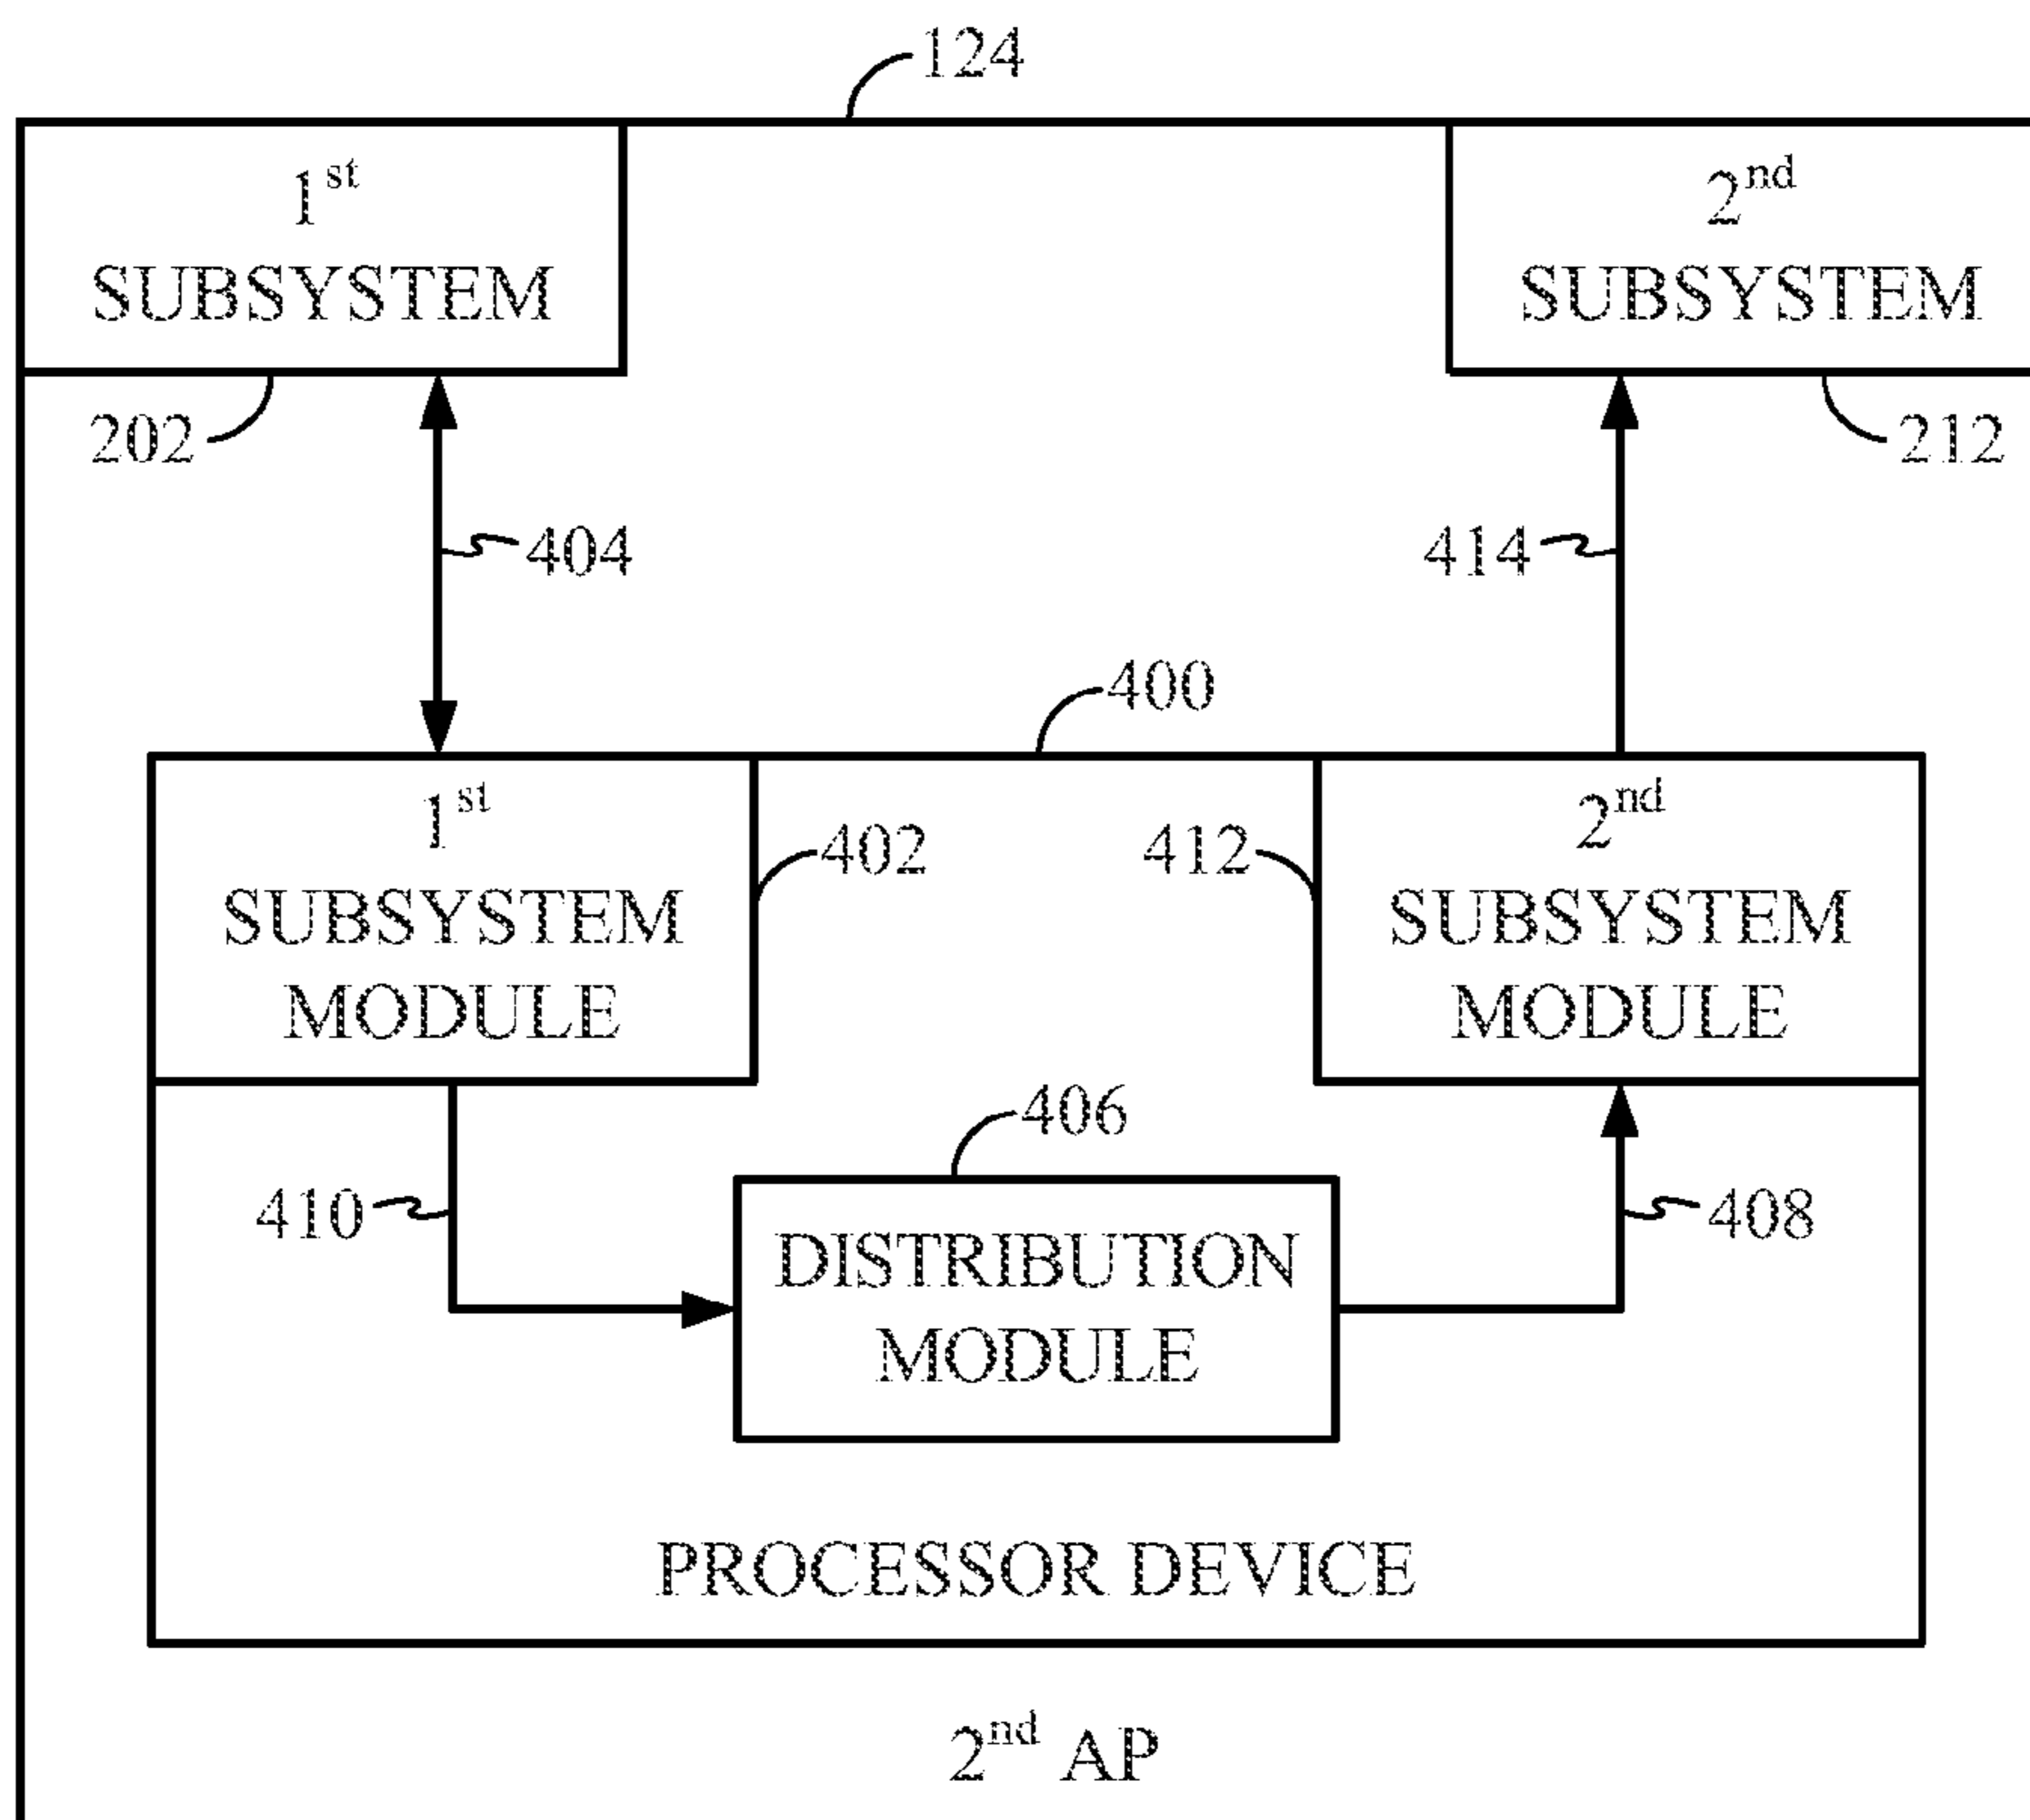 124
1st
SUBSYSTEM
2nd
SUBSYSTEM
202
212
404
414
400
1st
SUBSYSTEM
MODULE
402
412
2nd
SUBSYSTEM
MODULE
406
410
408
DISTRIBUTION
MODULE
PROCESSOR DEVICE
2nd AP